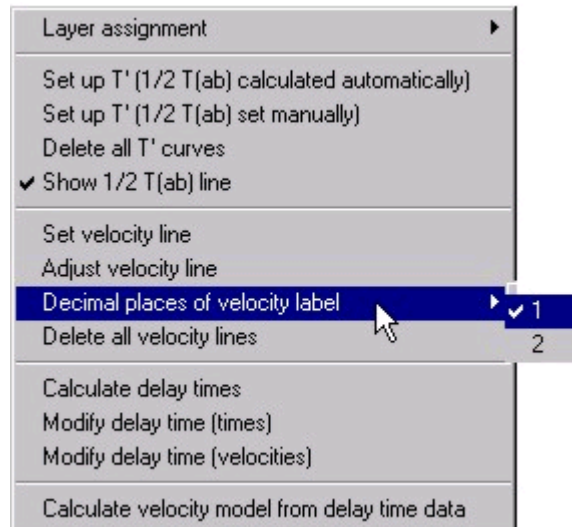 Layer assignment
Set up T' (1/2 T(ab) calculated automatically)
Set up T' (1/2 T(ab) set manually)
Delete all T' curves
Show 1/2 T(ab) line
Set velocity line
Adjust velocity line
Decimal places of velocity label
1
2
Delete all velocity lines
Calculate delay times
Modify delay time (times)
Modify delay time (velocities)
Calculate velocity model from delay time data